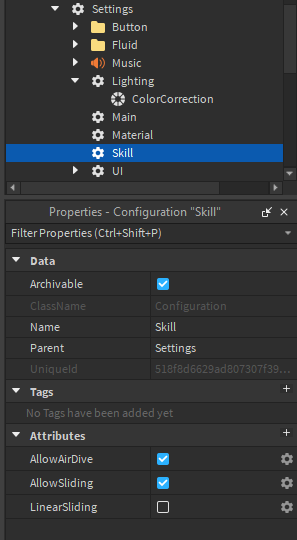 Settings
Button
Fluid
Music
Lighting
ColorCorrection
Main
Material
Skill
UI
Properties - Configuration "Skill"
Filter Properties (Ctrl+Shift+P)
Data
Archivable
ClassName Configuration
Name Skill
Parent Settings
UniqueId 518f8d6629ad807307f39...
Tags +
No Tags have been added yet
Attributes +
AllowAirDive
AllowSliding
LinearSliding